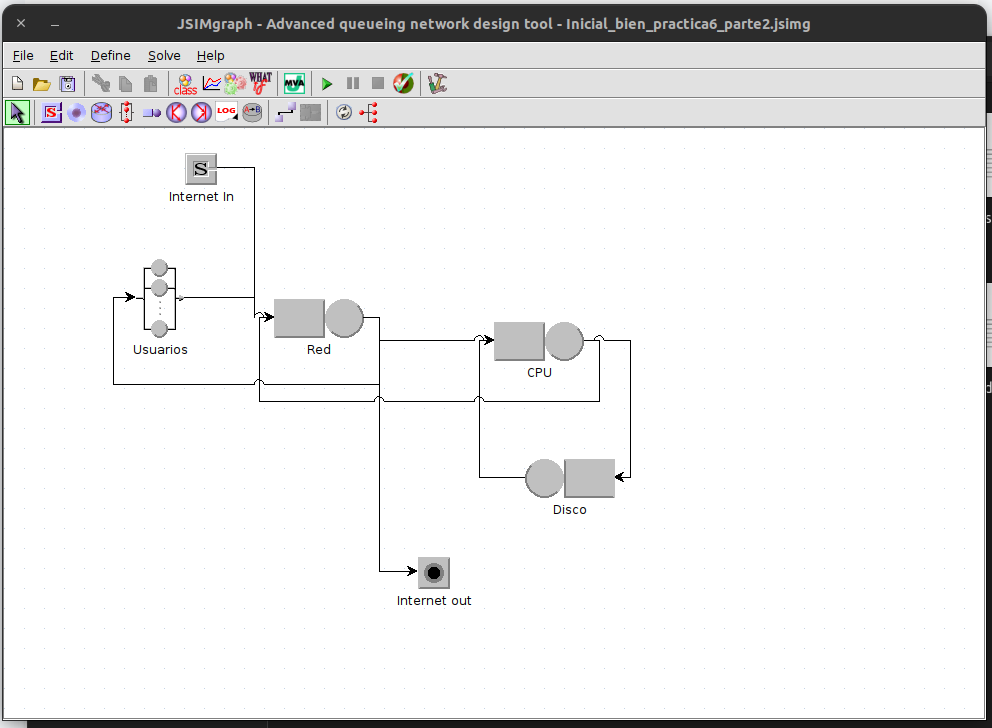 JSIMgraph - Advanced queueing network design tool - Inicial_bien_practica6_parte2.jsimg
File Edit Define Solve Help
class WHAT IF MVA
S LOG A→B
S
Internet In
Usuarios
Red
CPU
Disco
Internet out